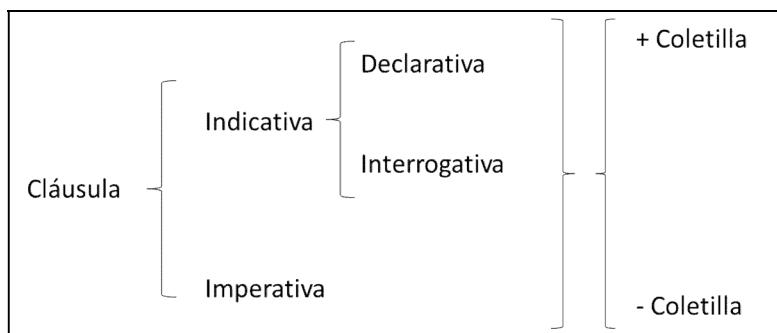 + Coletilla
Declarativa
Indicativa
Interrogativa
Cláusula
Imperativa
- Coletilla